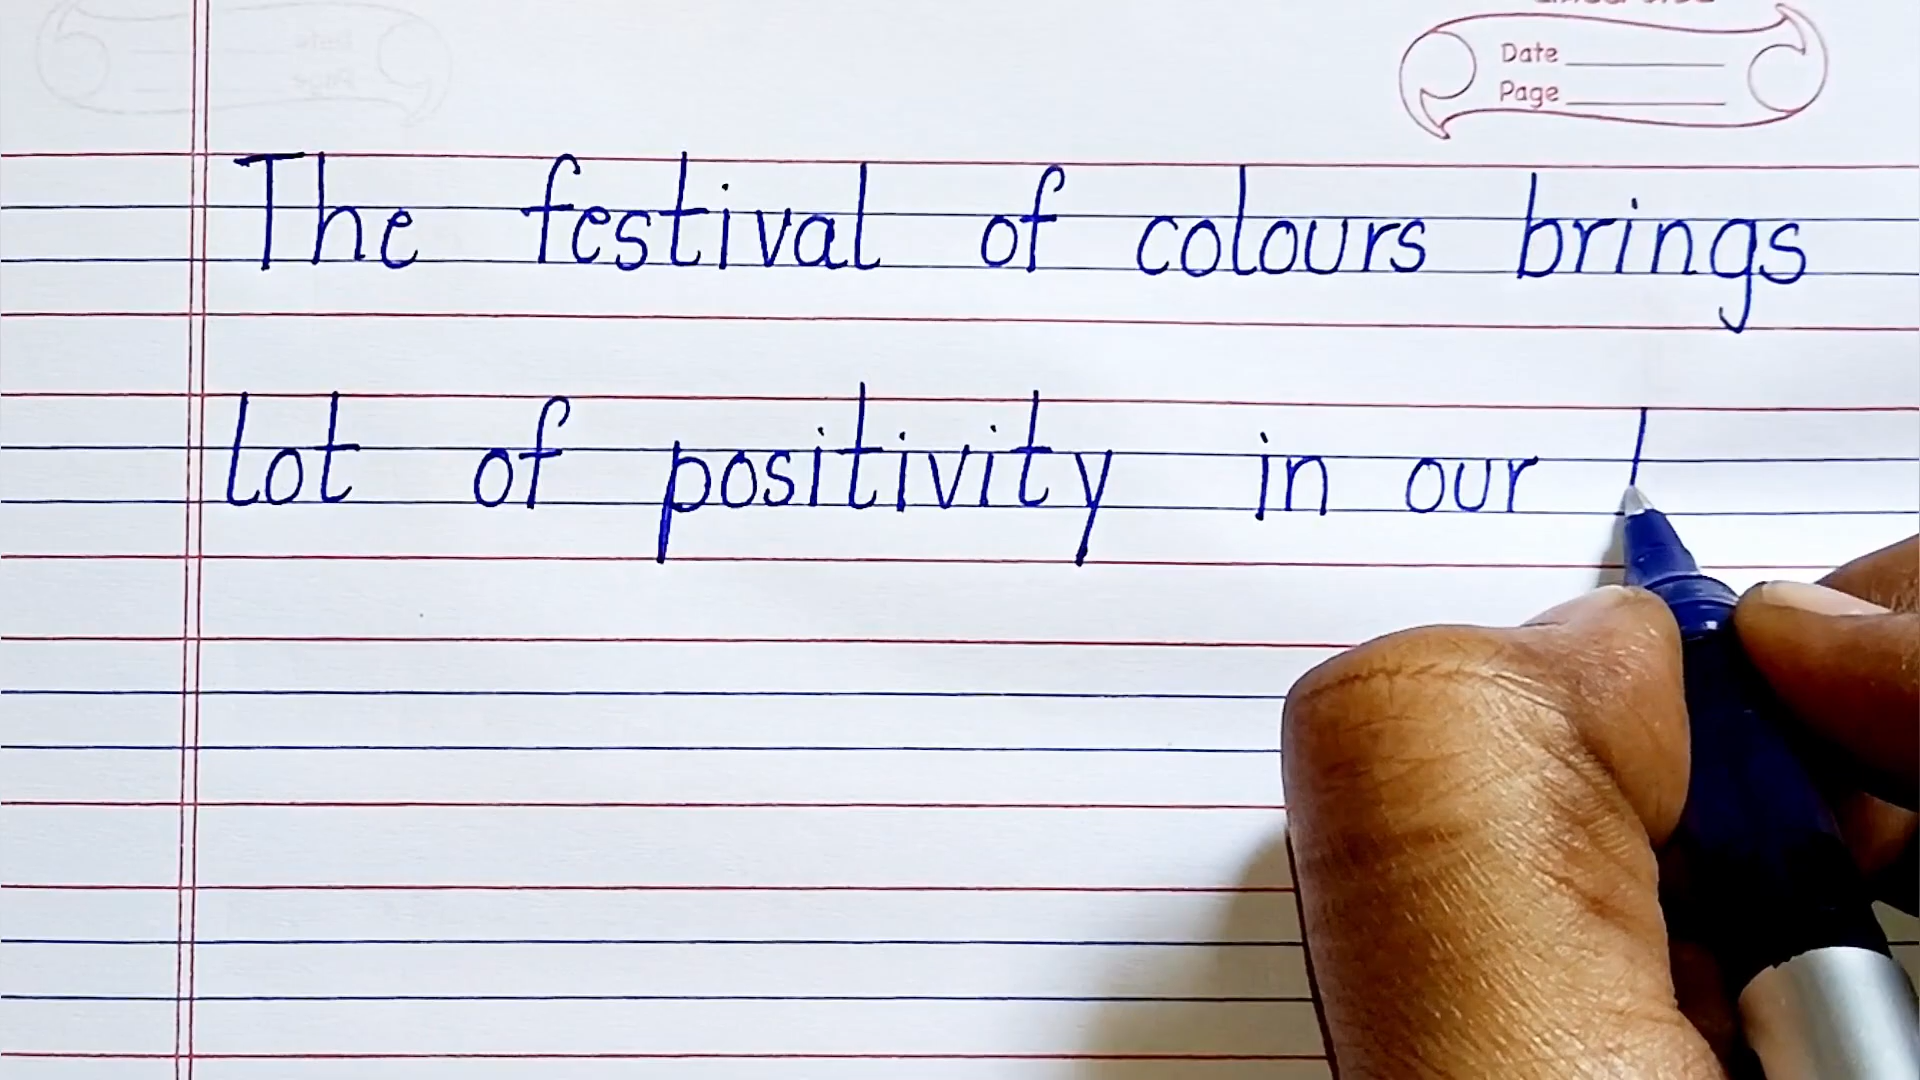 Date
Page
The festival of colours brings
lot of positivity in our